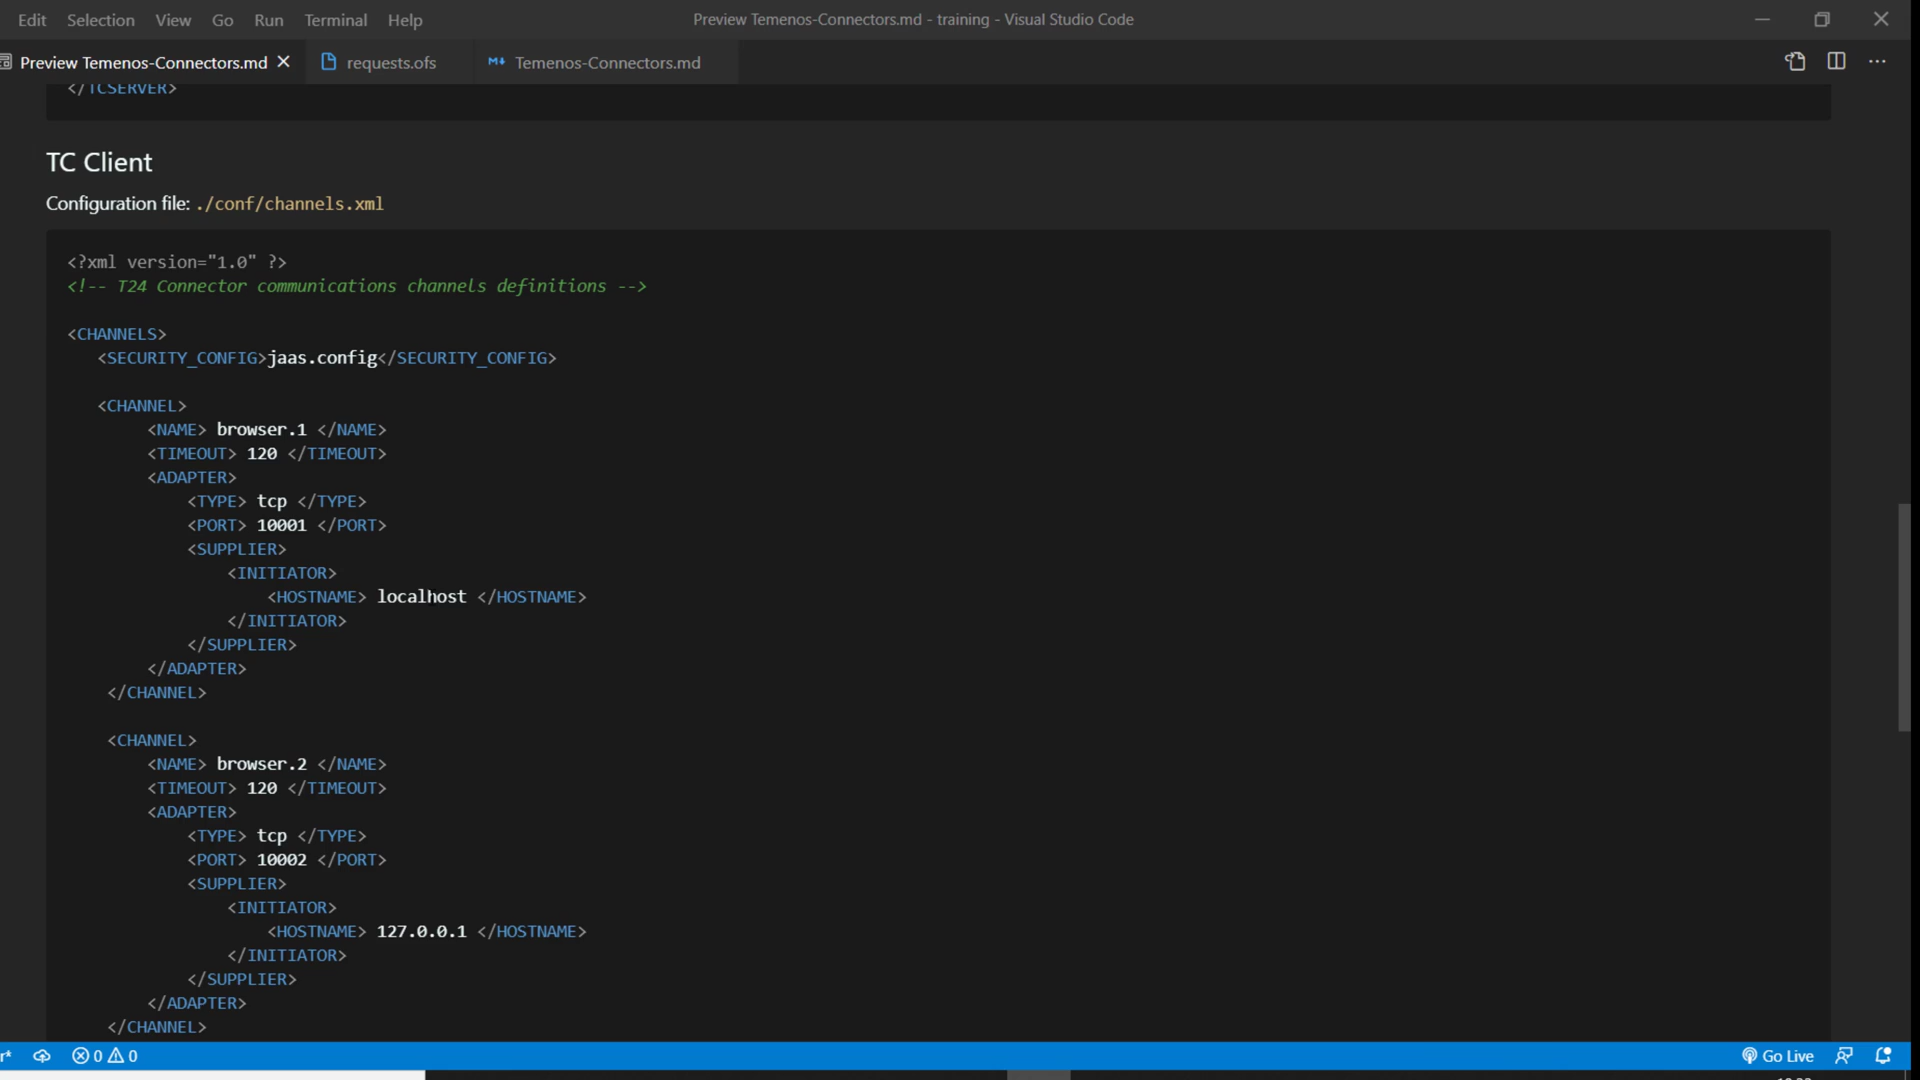 Edit Selection View Go Run Terminal Help Preview Temenos-Connectors.md - training - Visual Studio Code
Preview Temenos-Connectors.md requests.ofs Temenos-Connectors.md
</TCSERVER>
TC Client
Configuration file: ./conf/channels.xml
<?xml version="1.0" ?>
<!-- T24 Connector communications channels definitions -->
<CHANNELS>
<SECURITY_CONFIG>jaas.config</SECURITY_CONFIG>
<CHANNEL>
<NAME> browser.1 </NAME>
<TIMEOUT> 120 </TIMEOUT>
<ADAPTER>
<TYPE> tcp </TYPE>
<PORT> 10001 </PORT>
<SUPPLIER>
<INITIATOR>
<HOSTNAME> localhost </HOSTNAME>
</INITIATOR>
</SUPPLIER>
</ADAPTER>
</CHANNEL>
<CHANNEL>
<NAME> browser.2 </NAME>
<TIMEOUT> 120 </TIMEOUT>
<ADAPTER>
<TYPE> tcp </TYPE>
<PORT> 10002 </PORT>
<SUPPLIER>
<INITIATOR>
<HOSTNAME> 127.0.0.1 </HOSTNAME>
</INITIATOR>
</SUPPLIER>
</ADAPTER>
</CHANNEL>
r* 0 0 Go Live